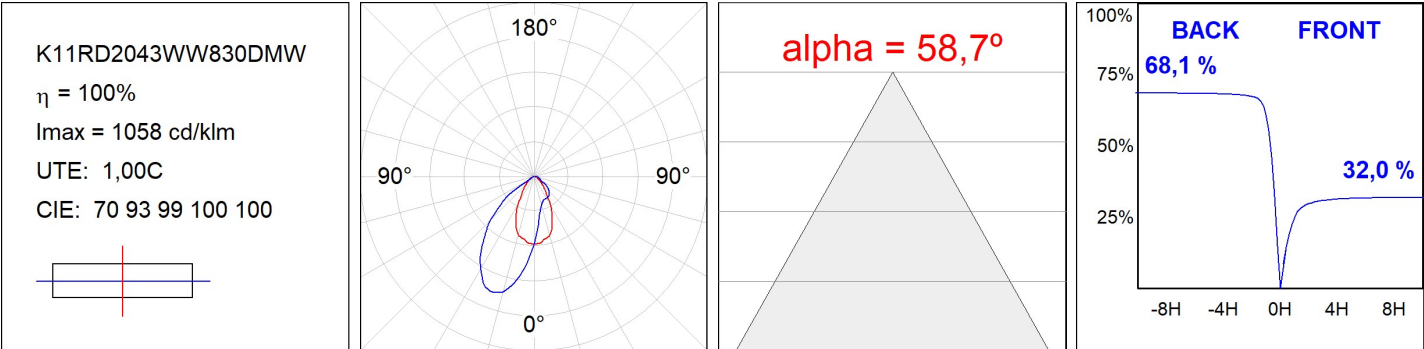 K11RD2043WW830DMW
η = 100%
Imax = 1058 cd/klm
UTE: 1,00C
CIE: 70 93 99 100 100
180°
90°
90°
0°
alpha = 58,7º
100%
75%
50%
25%
BACK
FRONT
68,1 %
32,0 %
-8H
-4H
0H
4H
8H